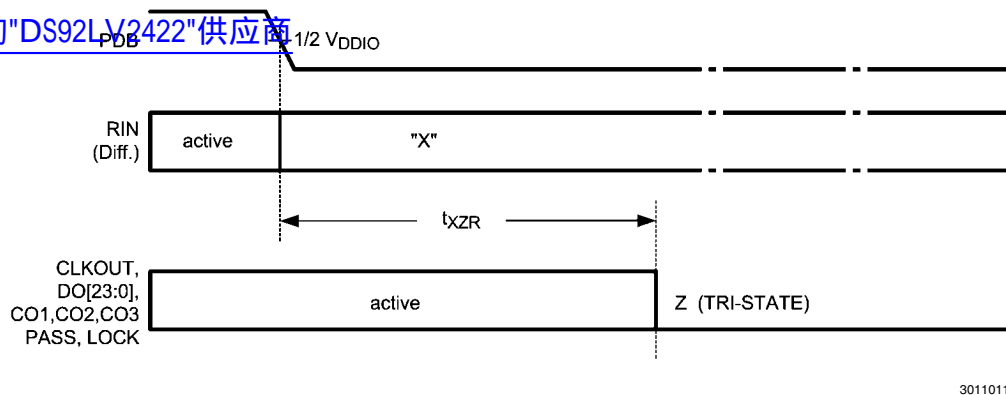 "DS92LV2422"供应商
PDB
1/2 VDDIO
RIN
(Diff.)
active
"X"
tXZR
CLKOUT,
DO[23:0],
CO1,CO2,CO3
PASS, LOCK
active
Z (TRI-STATE)
3011011